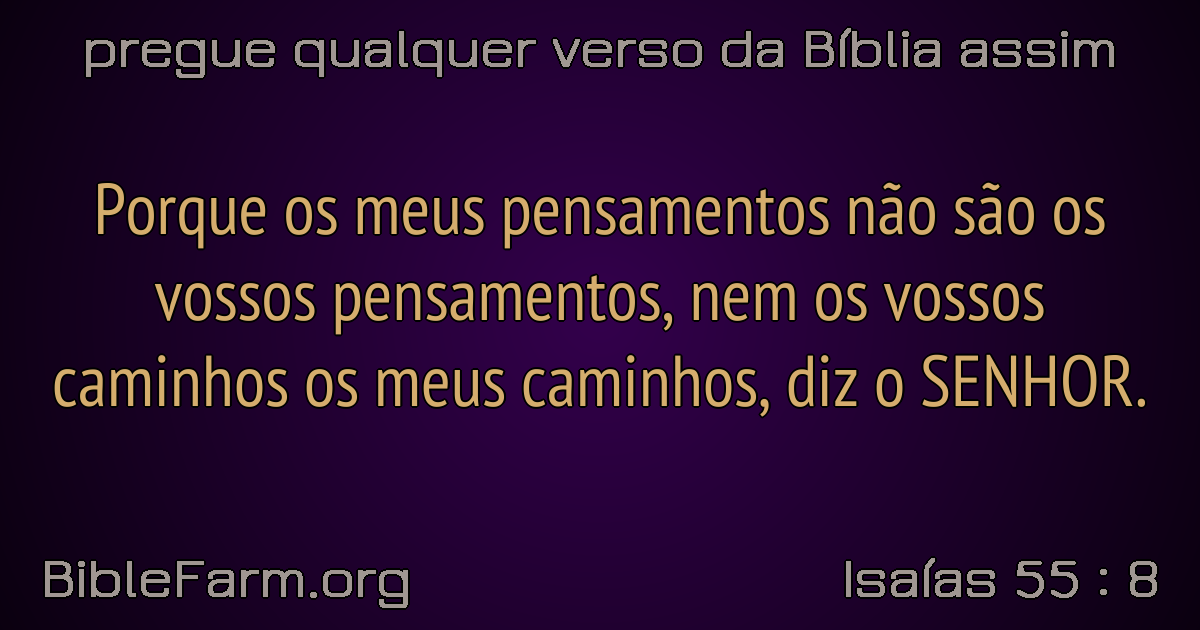 pregue qualquer verso da Bíblia assim
Porque os meus pensamentos não são os
vossos pensamentos, nem os vossos
caminhos os meus caminhos, diz o SENHOR.
BibleFarm.org
Isaías 55 : 8